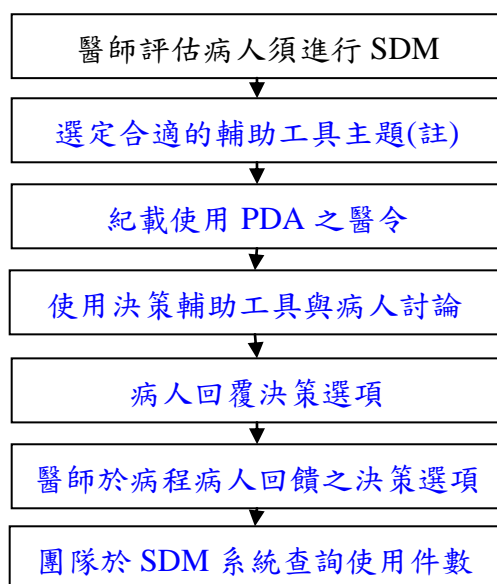 醫師評估病人須進行 SDM
選定合適的輔助工具主題(註)
紀載使用 PDA 之醫令
使用決策輔助工具與病人討論
病人回覆決策選項
醫師於病程病人回饋之決策選項
團隊於 SDM 系統查詢使用件數